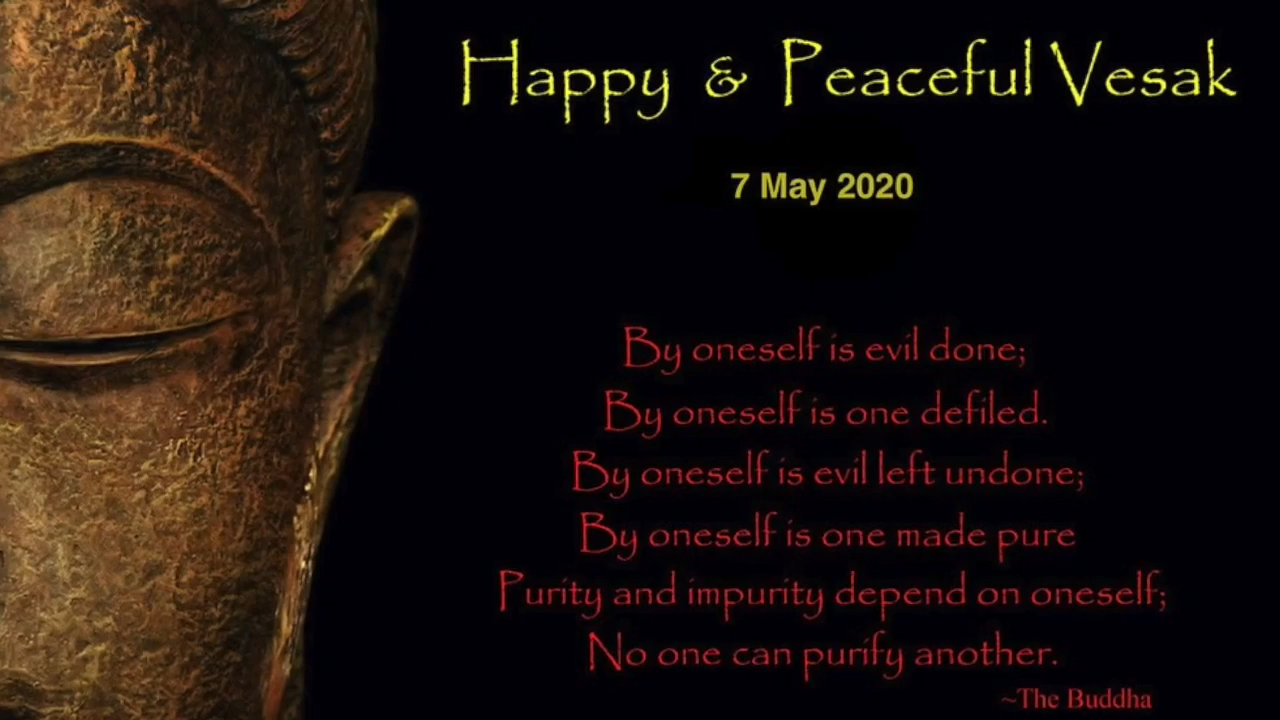 Happy & Peaceful Vesak
7 May 2020
By oneself is evil done;
By oneself is one defiled.
By oneself is evil left undone;
By oneself is one made pure
Purity and impurity depend on oneself;
No one can purify another.
~The Buddha